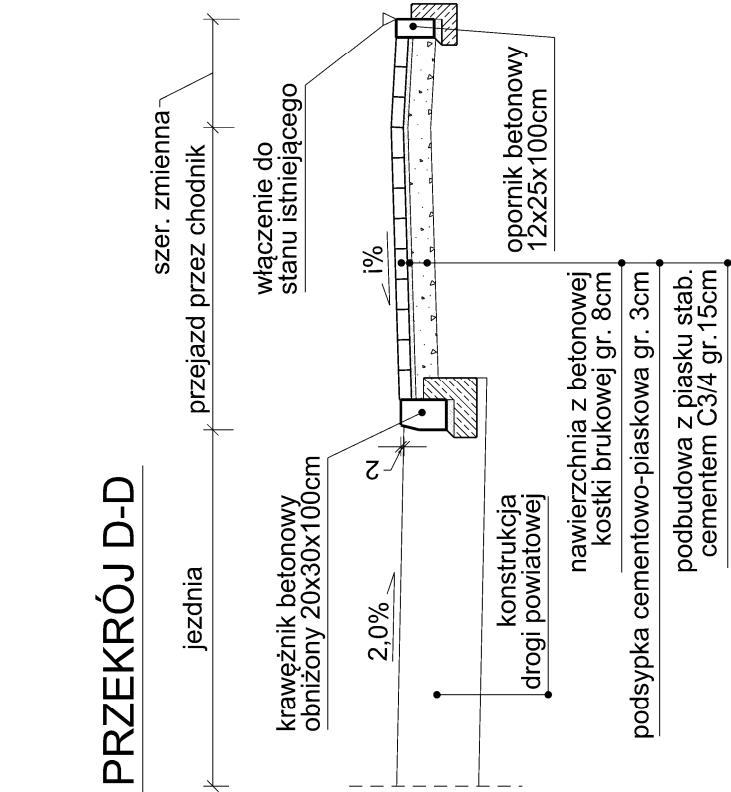 PRZEKRÓJ D-D
jezdnia
przejazd przez chodnik
szer. zmienna
krawężnik betonowy
obniżony 20x30x100cm
włączenie do
stanu istniejącego
2,0%
2
i%
konstrukcja
drogi powiatowej
opornik betonowy
12x25x100cm
nawierzchnia z betonowej
kostki brukowej gr. 8cm
podsypka cementowo-piaskowa gr. 3cm
podbudowa z piasku stab.
cementem C3/4 gr.15cm